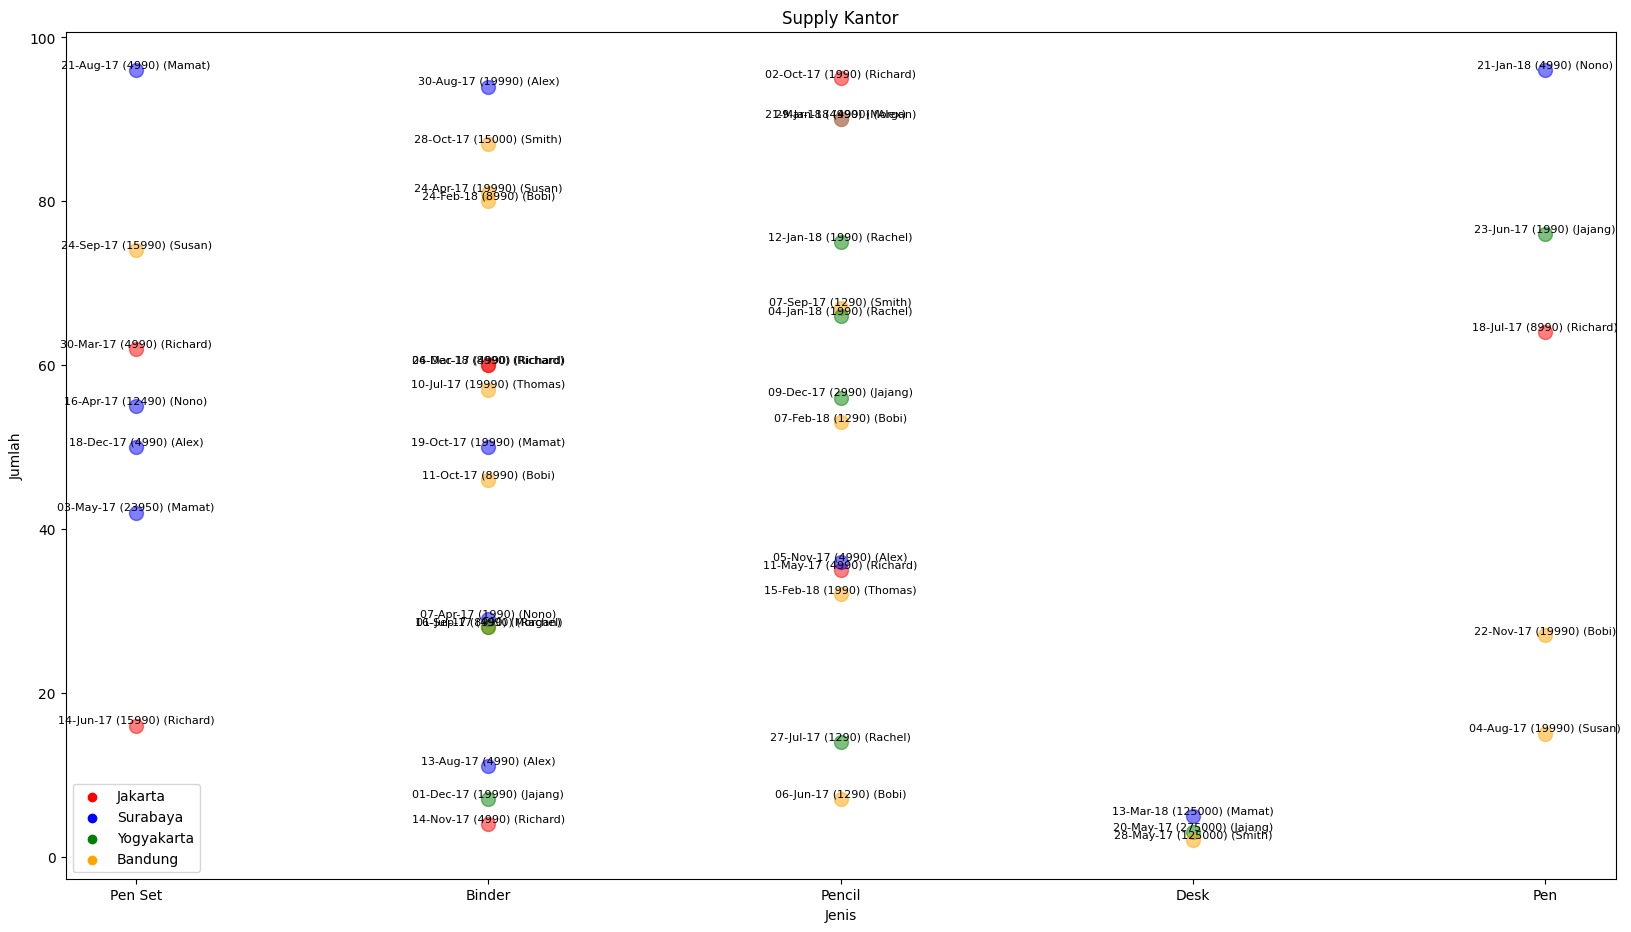 Supply Kantor
100
21-Aug-17 (4990) (Mamat)
21-Jan-18 (4990) (Nono)
02-Oct-17 (1990) (Richard)
30-Aug-17 (19990) (Alex)
28-Oct-17 (15000) (Smith)
24-Apr-17 (19990) (Susan)
24-Feb-18 (8990) (Bobi)
80
12-Jan-18 (1990) (Rachel)
23-Jun-17 (1990) (Jajang)
24-Sep-17 (15990) (Susan)
07-Sep-17 (1290) (Smith)
04-Jan-18 (1990) (Rachel)
18-Jul-17 (8990) (Richard)
30-Mar-17 (4990) (Richard)
(Richard)
60
10-Jul-17 (19990) (Thomas)
09-Dec-17 (2990) (Jajang)
16-Apr-17 (12490) (Nono)
07-Feb-18 (1290) (Bobi)
18-Dec-17 (4990) (Alex)
19-Oct-17 (19990) (Mamat)
11-Oct-17 (8990) (Bobi)
03-May-17 (23950) (Mamat)
40
05-Nov-17 (4990) (Alex)
11-May-17 (4990) (Richard)
15-Feb-18 (1990) (Thomas)
07-Apr-17 (1990) (Nono)
22-Nov-17 (19990) (Bobi)
20
14-Jun-17 (15990) (Richard)
04-Aug-17 (19990) (Susan)
27-Jul-17 (1290) (Rachel)
13-Aug-17 (4990) (Alex)
01-Dec-17 (19990) (Jajang)
06-Jun-17 (1290) (Bobi)
14-Nov-17 (4990) (Richard)
13-Mar-18 (125000) (Mamat)
20-May-17 (275000) (Jajang)
28-May-17 (125000) (Smith)
0
Jumlah
Jakarta
Surabaya
Yogyakarta
Bandung
Pen Set
Binder
Pencil
Desk
Pen
Jenis